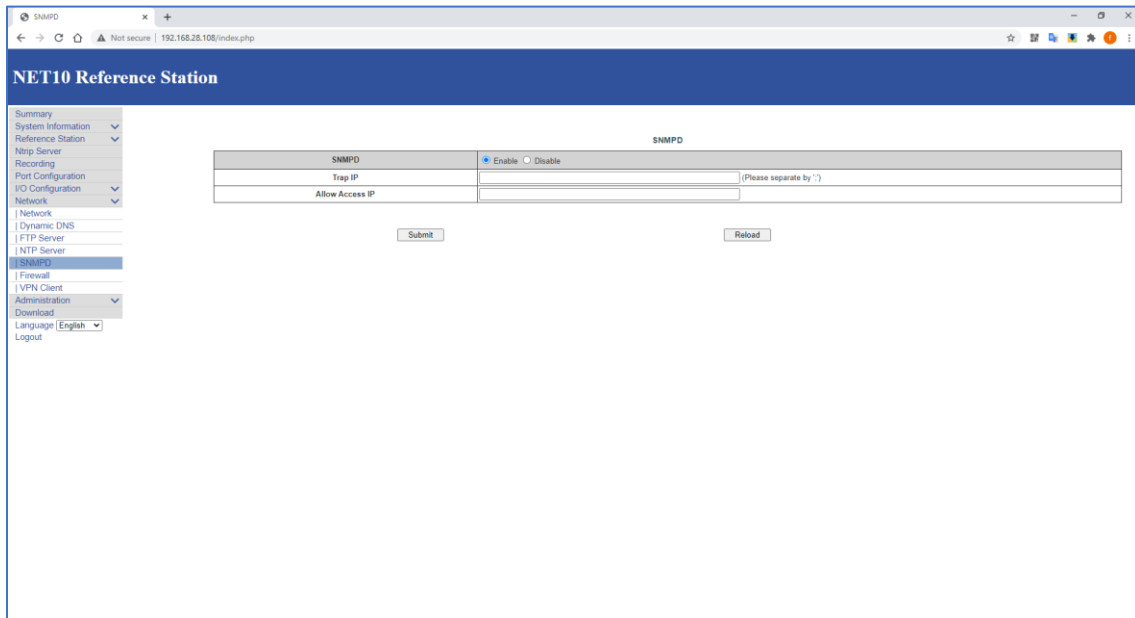 SNMPD
Not secure | 192.168.28.108/index.php
NET10 Reference Station
Summary
System Information
Reference Station
Ntrip Server
Recording
Port Configuration
I/O Configuration
Network
| Network
| Dynamic DNS
| FTP Server
| NTP Server
| SNMPD
| Firewall
| VPN Client
Administration
Download
Language English
Logout
SNMPD
SNMPD Enable Disable
Trap IP (Please separate by ';')
Allow Access IP
Submit Reload